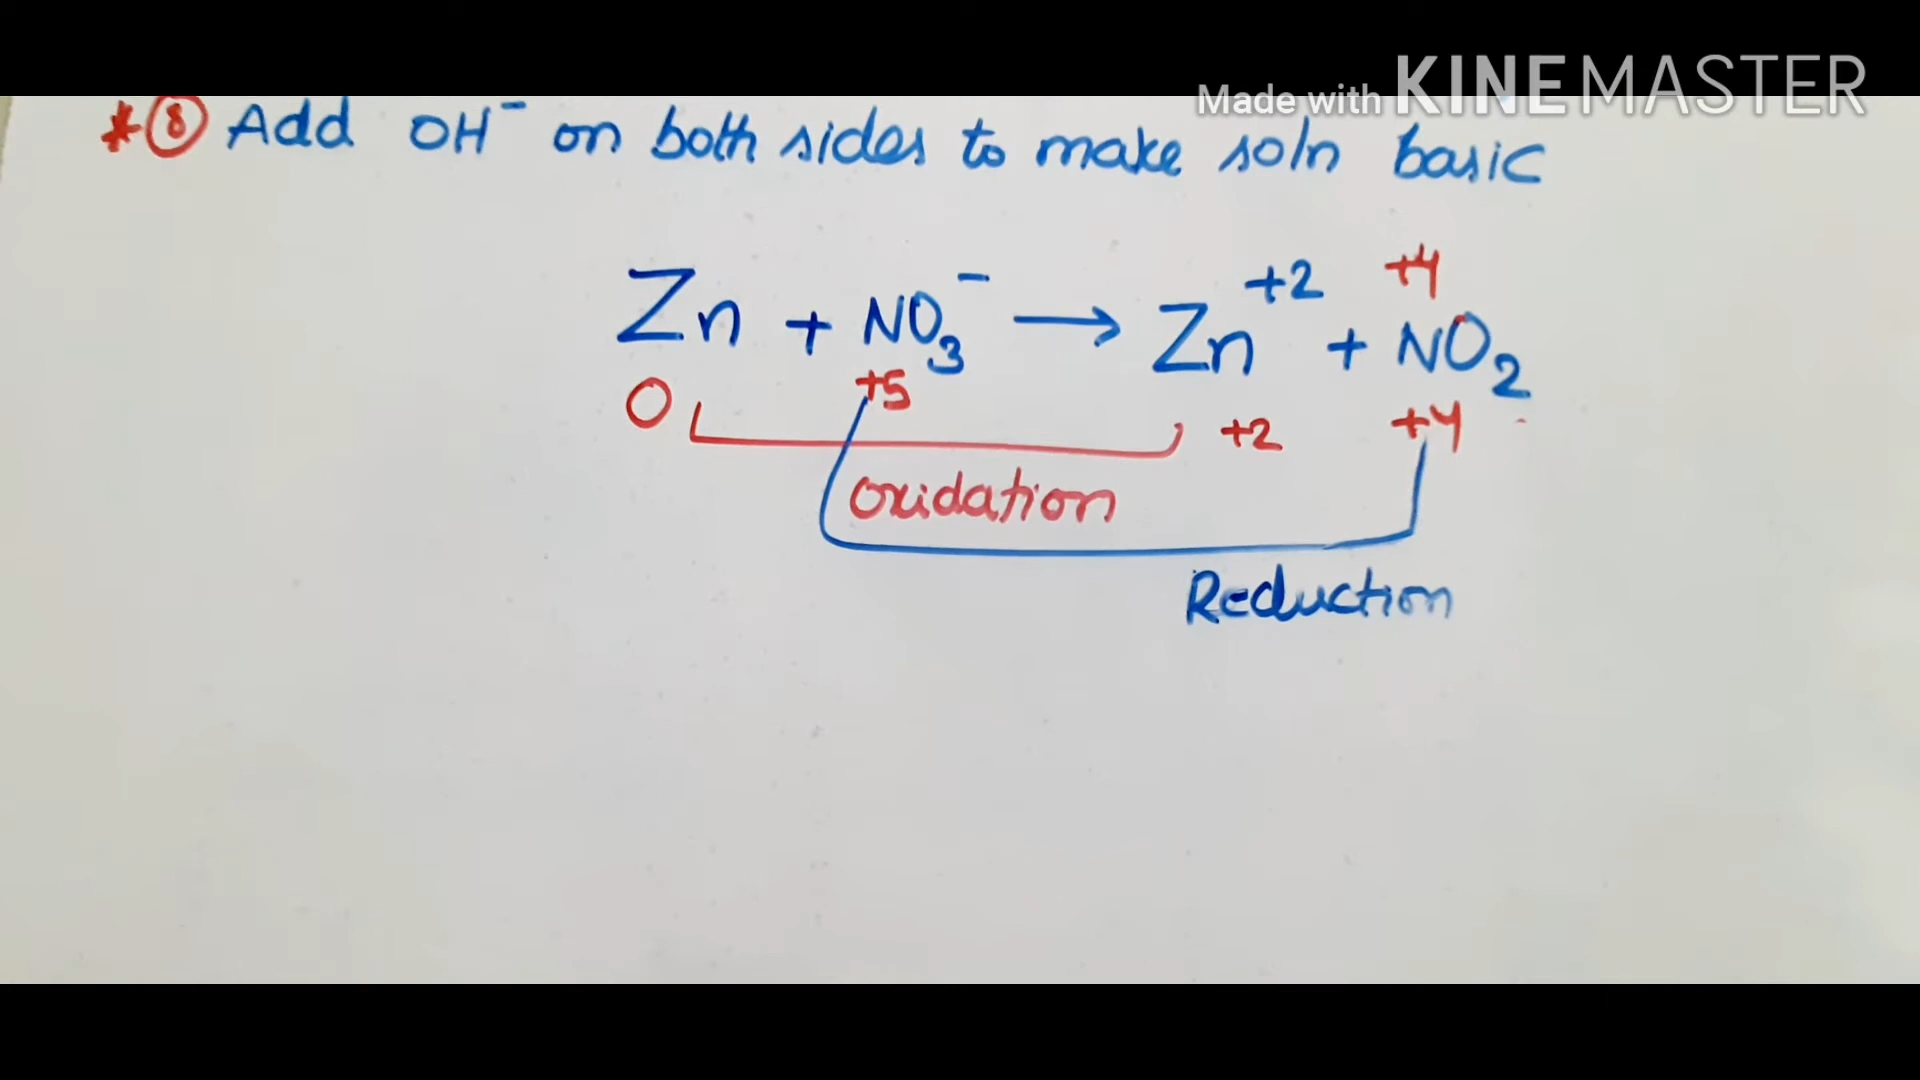 Made with KINEMASTER
*⑧ Add OH⁻ on both sides to make soln basic
+4
Zn + NO₃⁻ → Zn⁺² + NO₂
0 +5 +2 +4
oxidation
Reduction